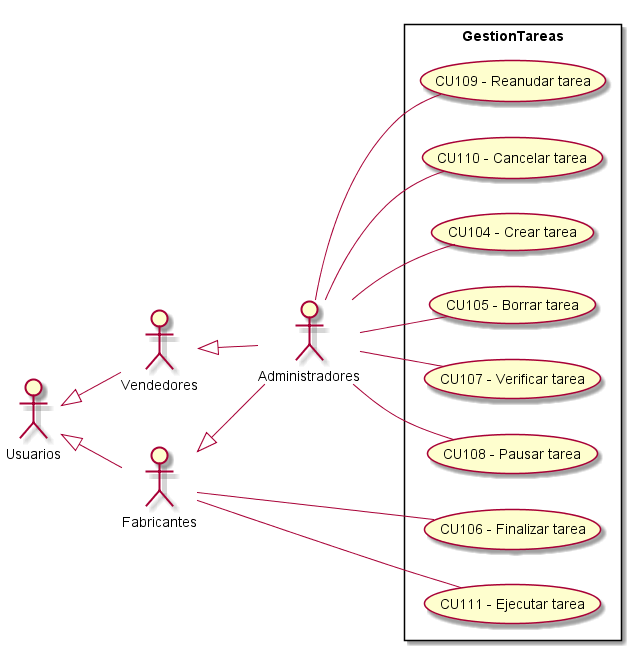 GestionTareas
CU109 - Reanudar tarea
CU110 - Cancelar tarea
CU104 - Crear tarea
CU105 - Borrar tarea
CU107 - Verificar tarea
CU108 - Pausar tarea
CU106 - Finalizar tarea
CU111 - Ejecutar tarea
Administradores
Vendedores
Usuarios
Fabricantes